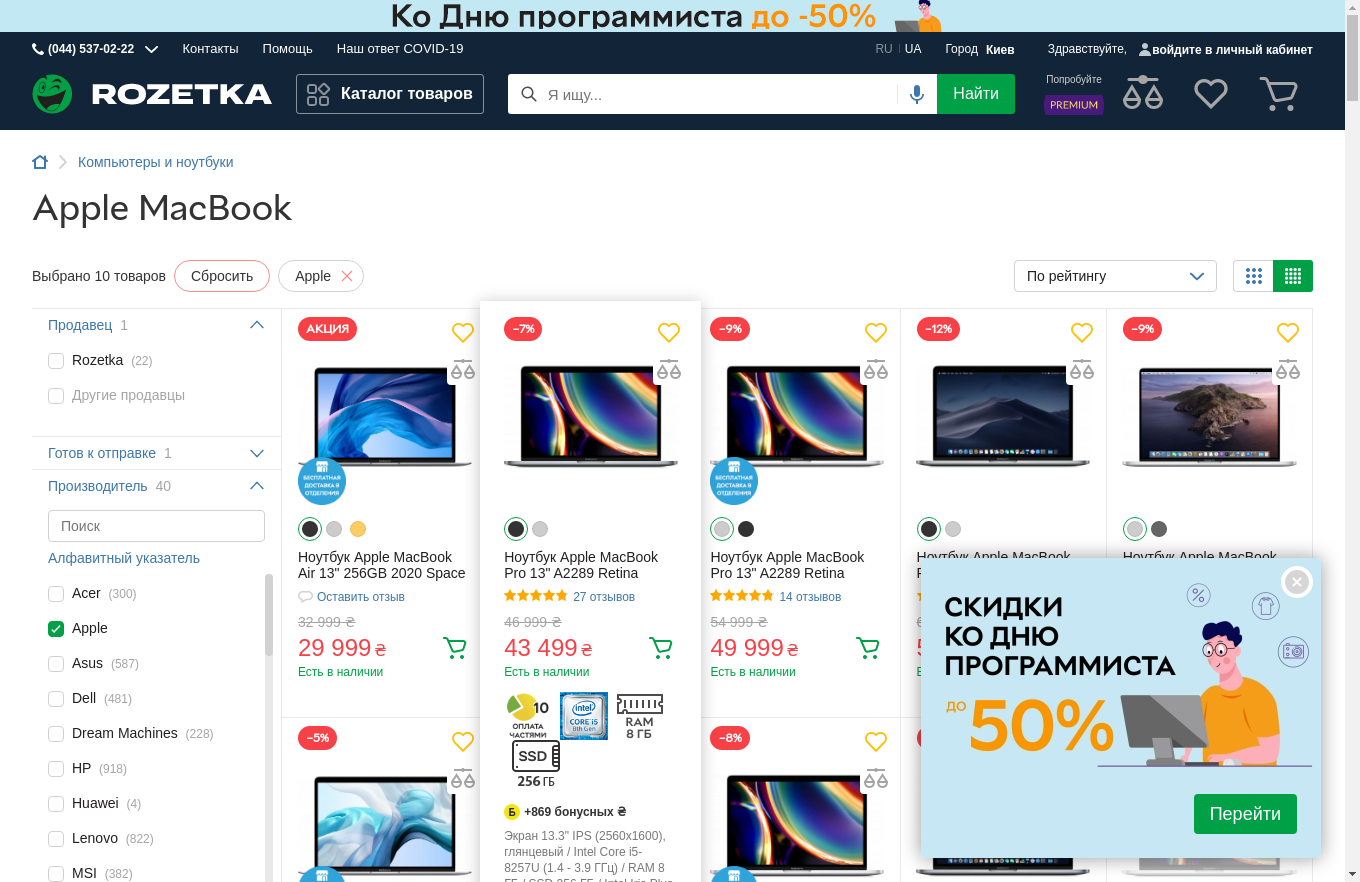 Ко Дню программиста до -50%
(044) 537-02-22
Контакты
Помощь
Наш ответ COVID-19
RU
UA
Город Киев
Здравствуйте, войдите в личный кабинет
ROZETKA
Каталог товаров
Я ищу...
Найти
Попробуйте
PREMIUM
Компьютеры и ноутбуки
Apple MacBook
Выбрано 10 товаров
Сбросить
Apple
По рейтингу
Продавец 1
Rozetka (22)
Другие продавцы
Готов к отправке 1
Производитель 40
Поиск
Алфавитный указатель
Acer (300)
Apple
Asus (587)
Dell (481)
Dream Machines (228)
HP (918)
Huawei (4)
Lenovo (822)
MSI (382)
АКЦИЯ
БЕСПЛАТНАЯ
ДОСТАВКА В
ОТДЕЛЕНИЯ
Ноутбук Apple MacBook
Air 13" 256GB 2020 Space
Оставить отзыв
32 999 ₴
29 999 ₴
Есть в наличии
-7%
Ноутбук Apple MacBook
Pro 13" A2289 Retina
27 отзывов
46 999 ₴
43 499 ₴
Есть в наличии
10
ОПЛАТА
ЧАСТЯМИ
intel
CORE i5
8th Gen
RAM
8 ГБ
SSD
256 ГБ
Б +869 бонусных ₴
Экран 13.3" IPS (2560x1600),
глянцевый / Intel Core i5-
8257U (1.4 - 3.9 ГГц) / RAM 8
ГБ / SSD 256 ГБ / Intel Iris Plus
-9%
БЕСПЛАТНАЯ
ДОСТАВКА В
ОТДЕЛЕНИЯ
Ноутбук Apple MacBook
Pro 13" A2289 Retina
14 отзывов
54 999 ₴
49 999 ₴
Есть в наличии
-12%
Ноутбук Apple MacBook
-9%
Ноутбук Apple MacBook
-5%
-8%
СКИДКИ
КО ДНЮ
ПРОГРАММИСТА
ДО 50%
Перейти